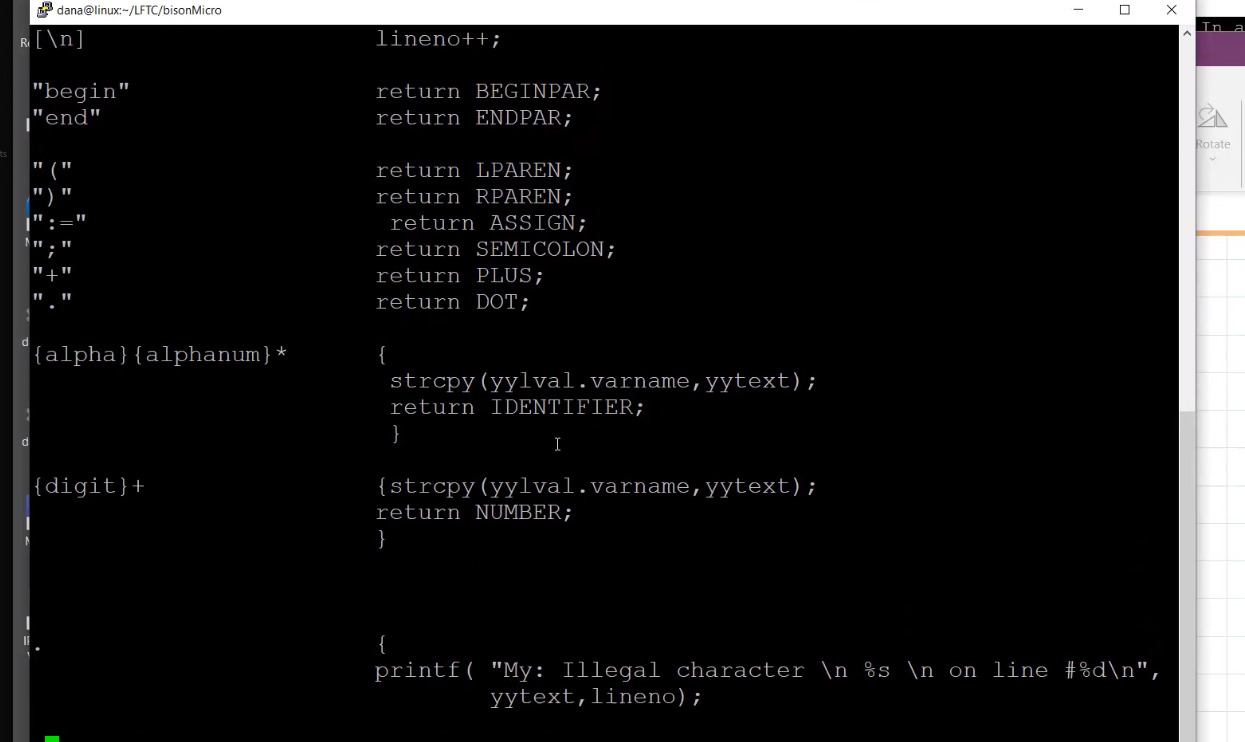 dana@linux:~/LFTC/bisonMicro
[\n] lineno++;
"begin" return BEGINPAR;
"end" return ENDPAR;
"(" return LPAREN;
")" return RPAREN;
":=" return ASSIGN;
";" return SEMICOLON;
"+" return PLUS;
"." return DOT;
{alpha}{alphanum}* {
strcpy(yylval.varname,yytext);
return IDENTIFIER;
}
{digit}+ {strcpy(yylval.varname,yytext);
return NUMBER;
}
. {
printf( "My: Illegal character \n %s \n on line #%d\n",
yytext,lineno);
In a
Rotate